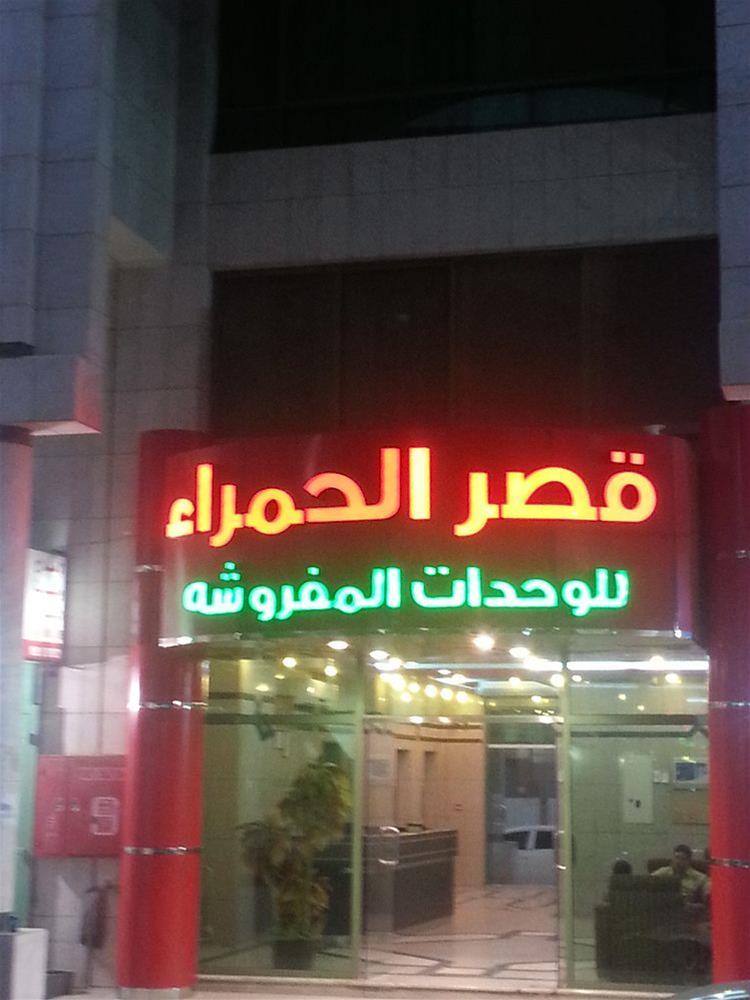 قصر الحمراء
للوحدات المفروشه